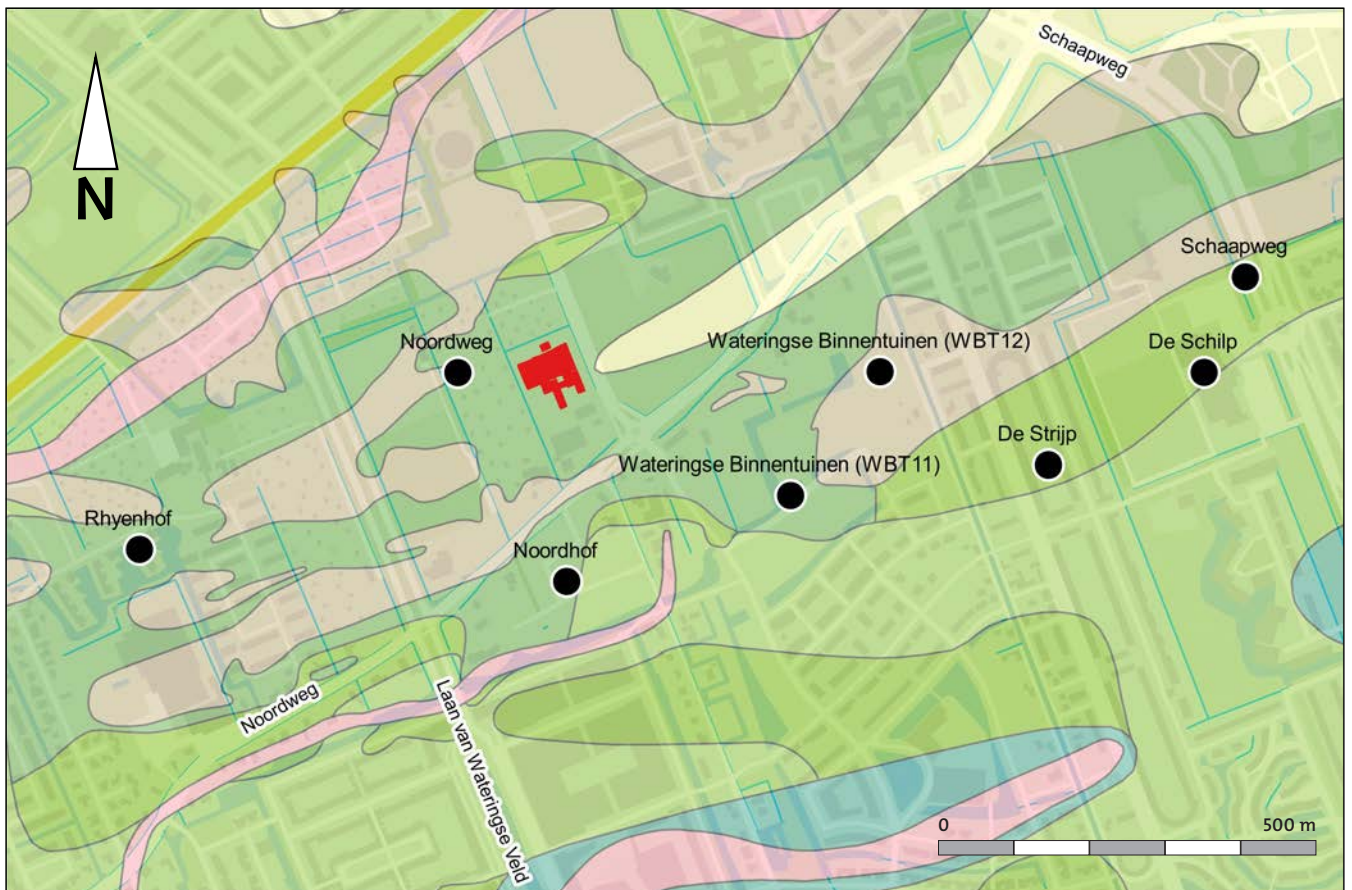 Schaapweg
N
Schaapweg
Noordweg
Wateringse Binnentuinen (WBT12)
De Schilp
De Strijp
Wateringse Binnentuinen (WBT11)
Rhyenhof
Noordhof
Noordweg
Laan van Wateringse Veld
0 500 m